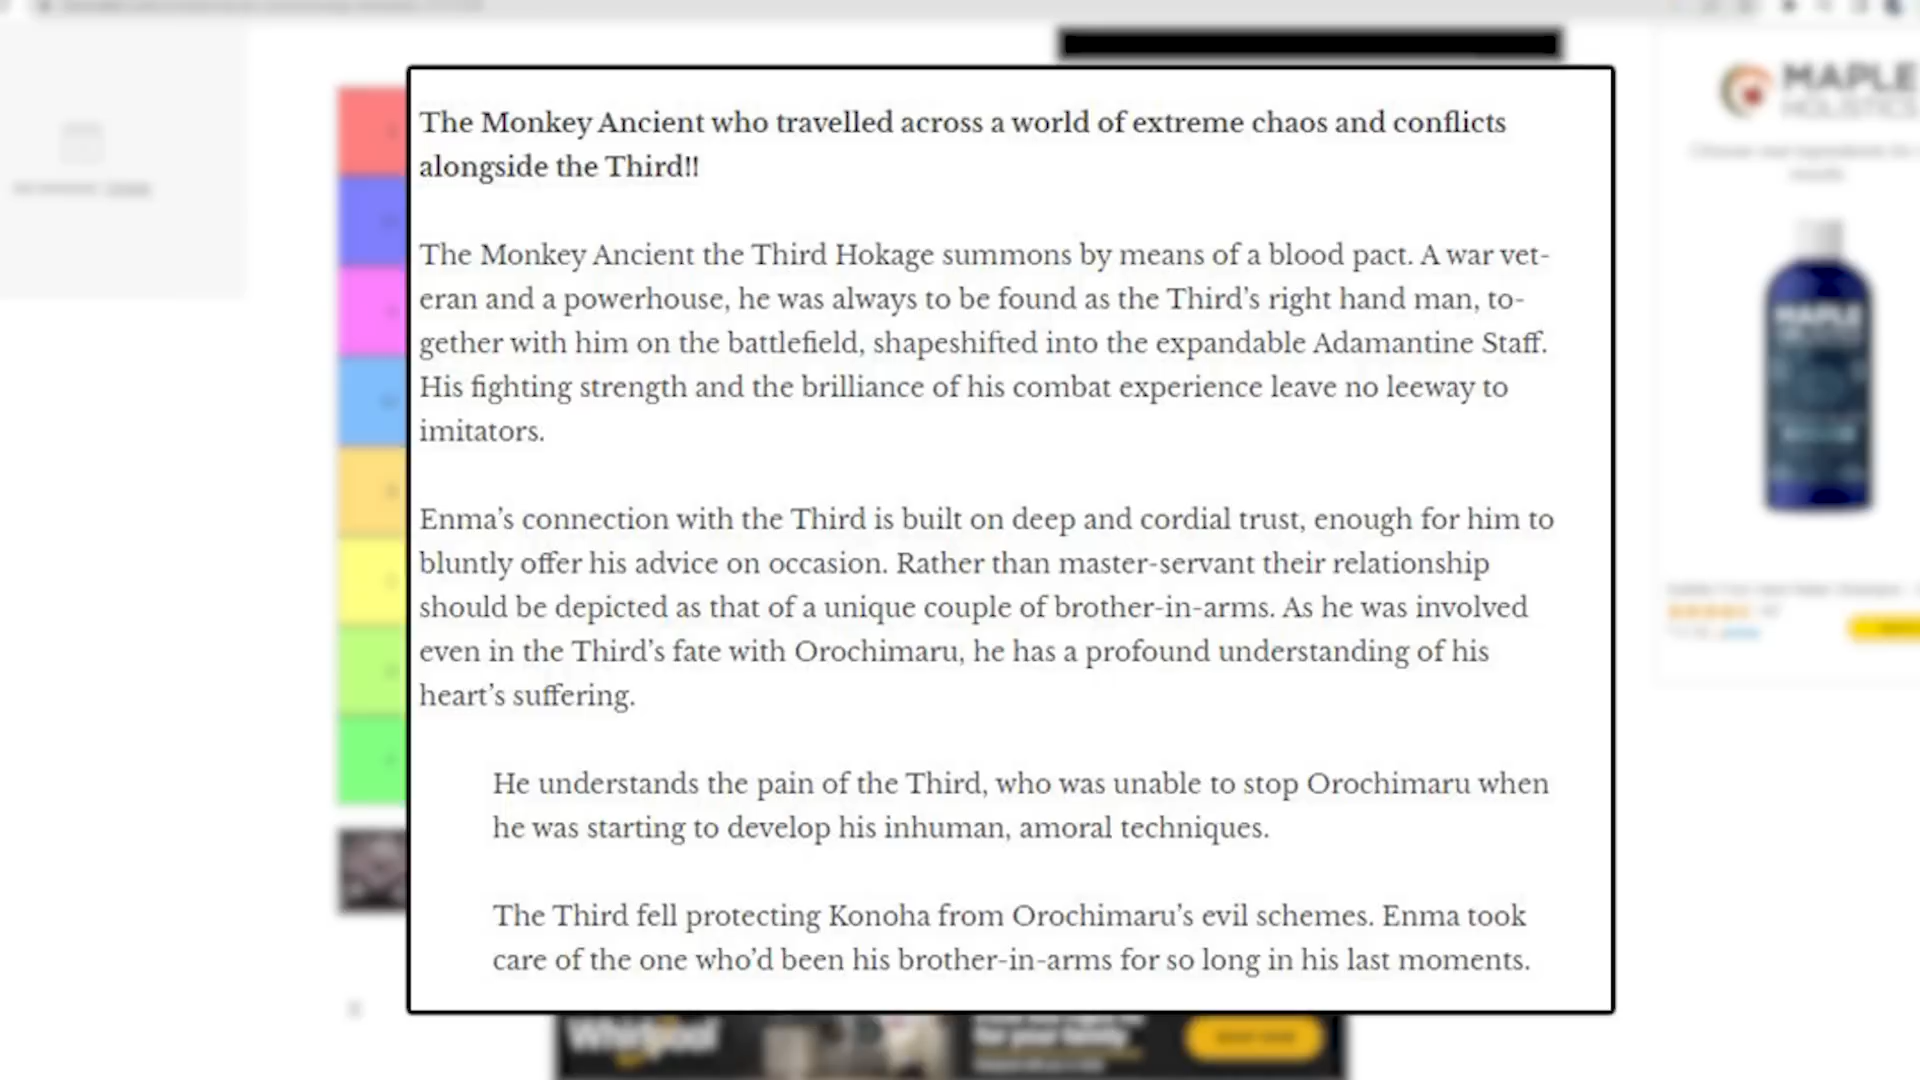 The Monkey Ancient who travelled across a world of extreme chaos and conflicts
alongside the Third!!
The Monkey Ancient the Third Hokage summons by means of a blood pact. A war vet-
eran and a powerhouse, he was always to be found as the Third’s right hand man, to-
gether with him on the battlefield, shapeshifted into the expandable Adamantine Staff.
His fighting strength and the brilliance of his combat experience leave no leeway to
imitators.
Enma’s connection with the Third is built on deep and cordial trust, enough for him to
bluntly offer his advice on occasion. Rather than master-servant their relationship
should be depicted as that of a unique couple of brother-in-arms. As he was involved
even in the Third’s fate with Orochimaru, he has a profound understanding of his
heart’s suffering.
He understands the pain of the Third, who was unable to stop Orochimaru when
he was starting to develop his inhuman, amoral techniques.
The Third fell protecting Konoha from Orochimaru’s evil schemes. Enma took
care of the one who’d been his brother-in-arms for so long in his last moments.
MAPLE
HOLISTICS
MAPLE
Whirlpool
for your family